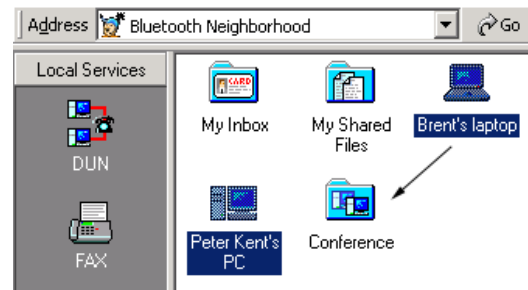 Address Bluetooth Neighborhood Go
Local Services
DUN
FAX
CARD
My Inbox
My Shared
Files
Brent's laptop
Peter Kent's
PC
Conference